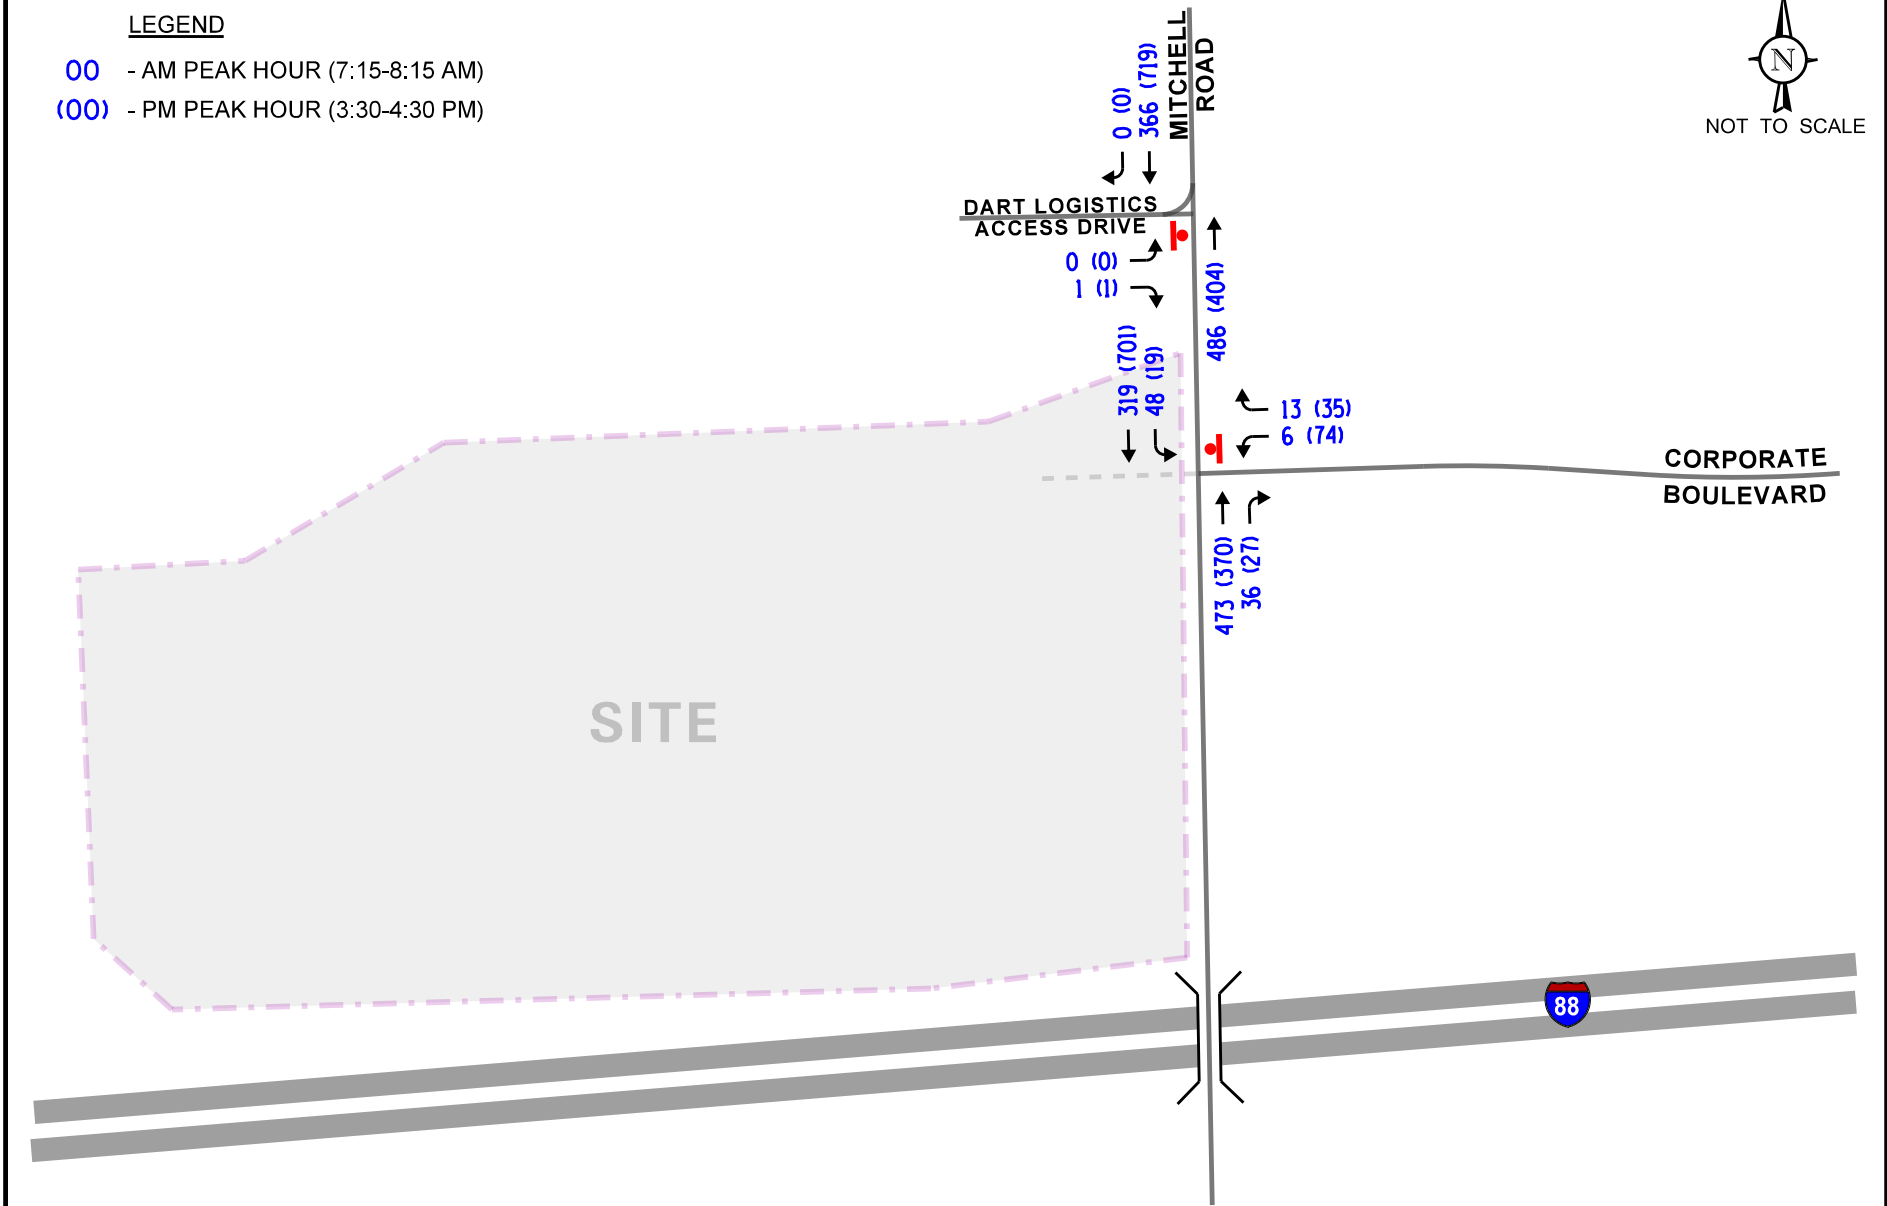 LEGEND
00 - AM PEAK HOUR (7:15-8:15 AM)
(00) - PM PEAK HOUR (3:30-4:30 PM)
MITCHELL
ROAD
N
NOT TO SCALE
0 (0)
366 (719)
DART LOGISTICS
ACCESS DRIVE
0 (0)
1 (1)
486 (404)
319 (701)
48 (19)
13 (35)
6 (74)
CORPORATE
BOULEVARD
473 (370)
36 (27)
SITE
88